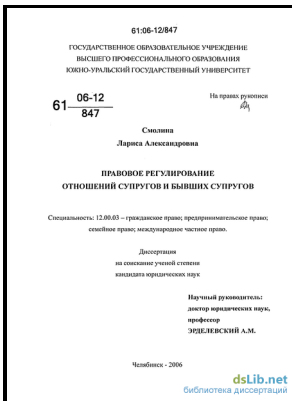 61:06-12/847
ГОСУДАРСТВЕННОЕ ОБРАЗОВАТЕЛЬНОЕ УЧРЕЖДЕНИЕ
ВЫСШЕГО ПРОФЕССИОНАЛЬНОГО ОБРАЗОВАНИЯ
ЮЖНО-УРАЛЬСКИЙ ГОСУДАРСТВЕННЫЙ УНИВЕРСИТЕТ
61 06-12
847
На правах рукописи
Смолина
Лариса Александровна
ПРАВОВОЕ РЕГУЛИРОВАНИЕ
ОТНОШЕНИЙ СУПРУГОВ И БЫВШИХ СУПРУГОВ
Специальность: 12.00.03 – гражданское право; предпринимательское право;
семейное право; международное частное право.
Диссертация
на соискание ученой степени
кандидата юридических наук
Научный руководитель:
доктор юридических наук,
профессор
ЭРДЕЛЕВСКИЙ А.М.
Челябинск - 2006
dsLib.net
библиотека диссертаций